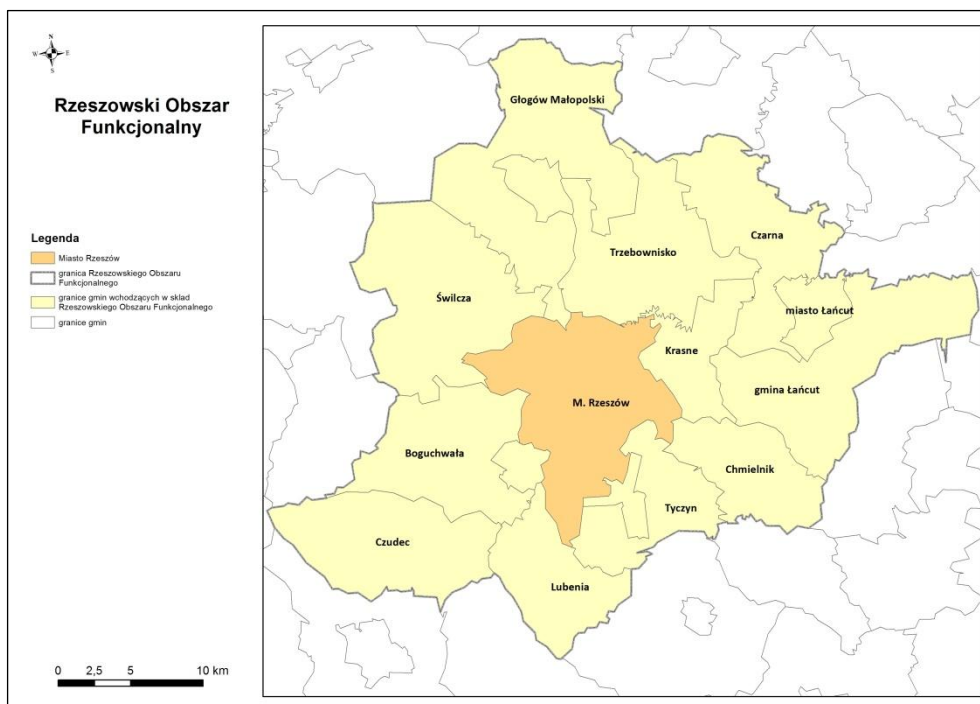 N
W E
S
Rzeszowski Obszar
Funkcjonalny
Legenda
Miasto Rzeszów
granica Rzeszowskiego Obszaru
Funkcjonalnego
granice gmin wchodzących w skład
Rzeszowskiego Obszaru Funkcjonalnego
granice gmin
0 2,5 5 10 km
Głogów Małopolski
Trzebownisko
Czarna
Świlcza
miasto Łańcut
Krasne
gmina Łańcut
M. Rzeszów
Boguchwała
Chmielnik
Tyczyn
Czudec
Lubenia